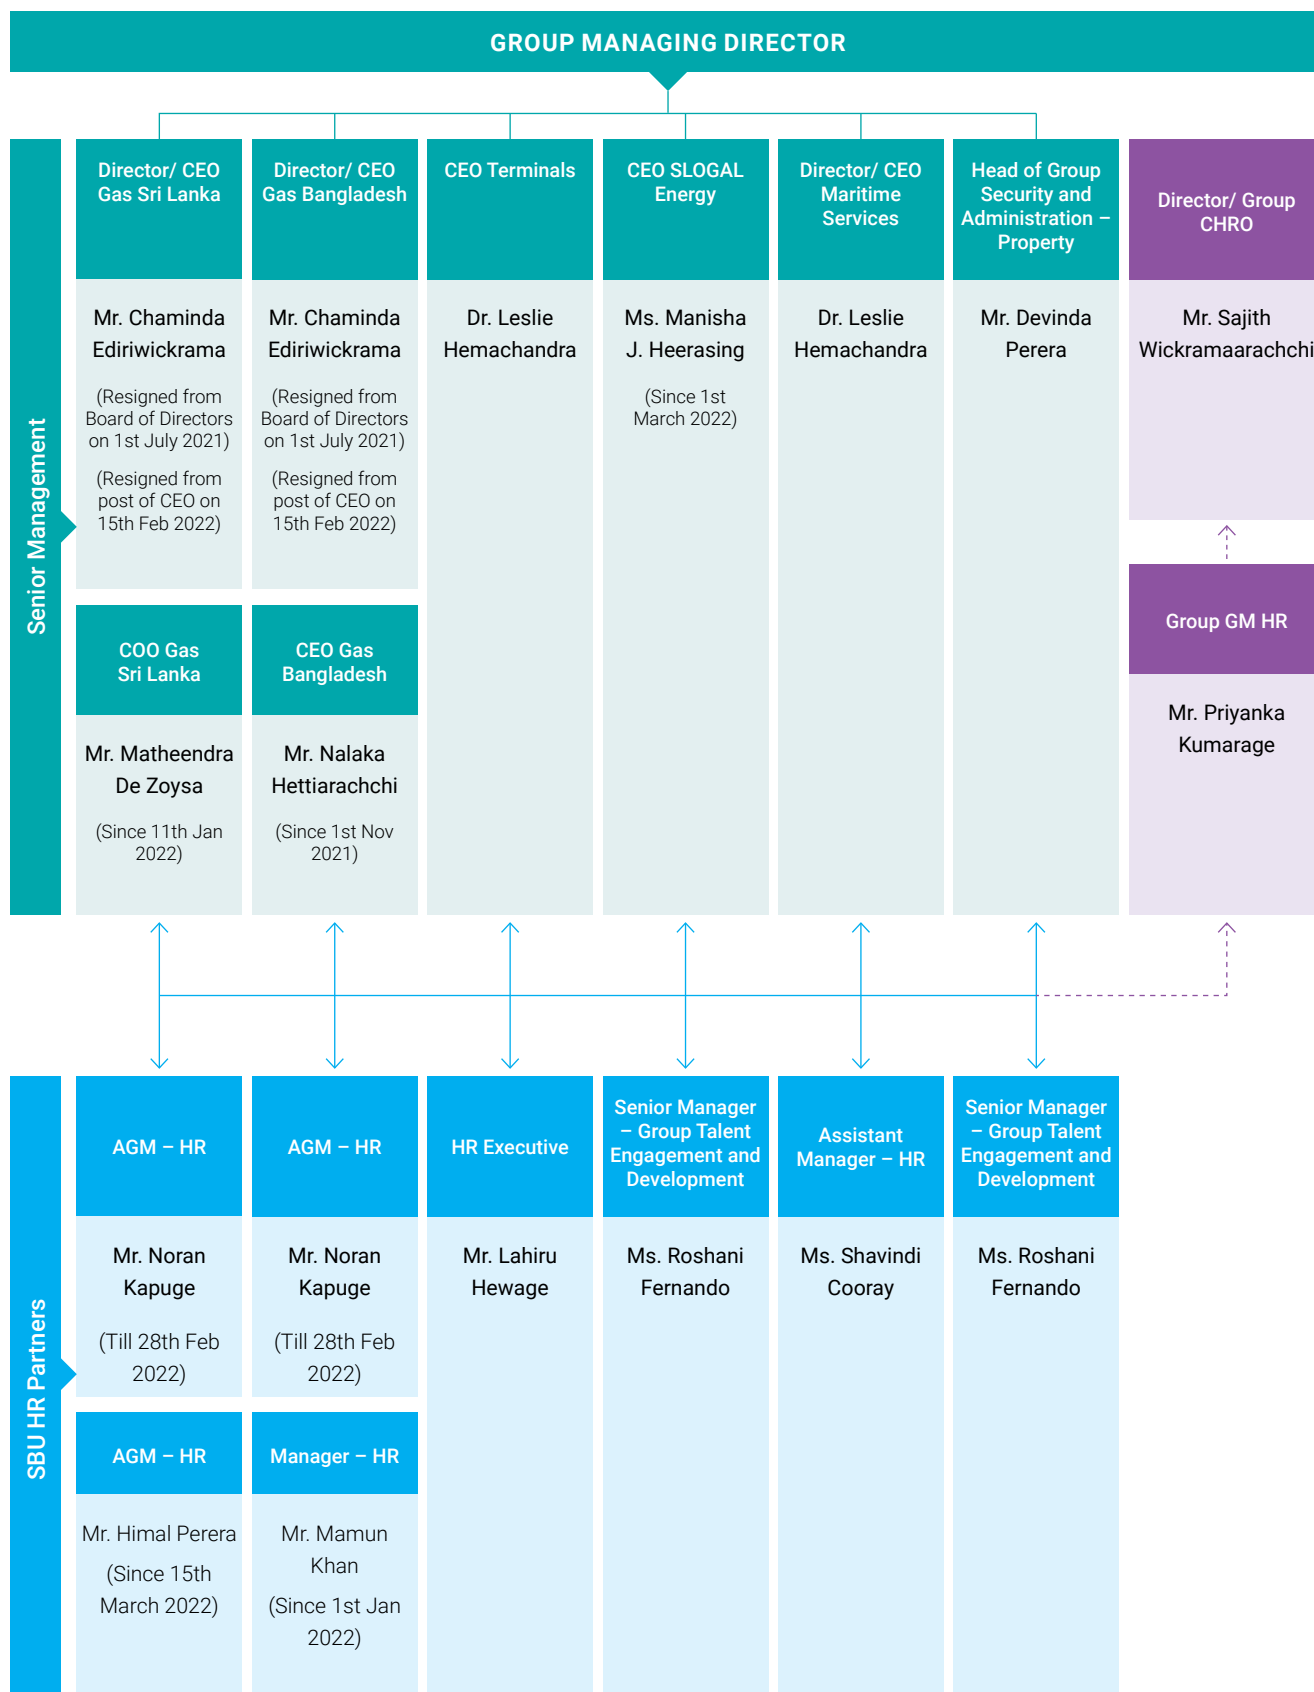 GROUP MANAGING DIRECTOR
Senior Management
Director/ CEO
Gas Sri Lanka
Mr. Chaminda
Ediriwickrama
(Resigned from
Board of Directors
on 1st July 2021)
(Resigned from
post of CEO on
15th Feb 2022)
COO Gas
Sri Lanka
Mr. Matheendra
De Zoysa
(Since 11th Jan
2022)
Director/ CEO
Gas Bangladesh
Mr. Chaminda
Ediriwickrama
(Resigned from
Board of Directors
on 1st July 2021)
(Resigned from
post of CEO on
15th Feb 2022)
CEO Gas
Bangladesh
Mr. Nalaka
Hettiarachchi
(Since 1st Nov
2021)
CEO Terminals
Dr. Leslie
Hemachandra
CEO SLOGAL
Energy
Ms. Manisha
J. Heerasing
(Since 1st
March 2022)
Director/ CEO
Maritime
Services
Dr. Leslie
Hemachandra
Head of Group
Security and
Administration –
Property
Mr. Devinda
Perera
Director/ Group
CHRO
Mr. Sajith
Wickramaarachchi
Group GM HR
Mr. Priyanka
Kumarage
SBU HR Partners
AGM – HR
Mr. Noran
Kapuge
(Till 28th Feb
2022)
AGM – HR
Mr. Himal Perera
(Since 15th
March 2022)
AGM – HR
Mr. Noran
Kapuge
(Till 28th Feb
2022)
Manager – HR
Mr. Mamun
Khan
(Since 1st Jan
2022)
HR Executive
Mr. Lahiru
Hewage
Senior Manager
– Group Talent
Engagement and
Development
Ms. Roshani
Fernando
Assistant
Manager – HR
Ms. Shavindi
Cooray
Senior Manager
– Group Talent
Engagement and
Development
Ms. Roshani
Fernando